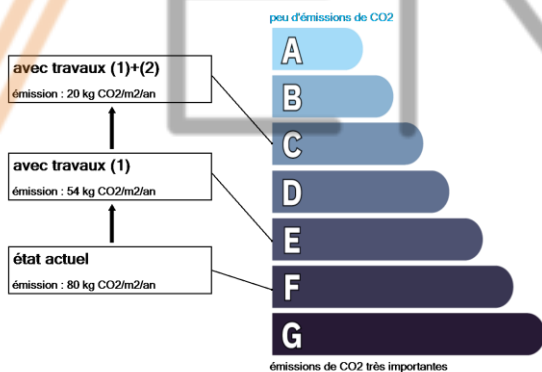 peu d'émissions de CO2
A
avec travaux (1)+(2)
émission : 20 kg CO2/m2/an
B
C
avec travaux (1)
émission : 54 kg CO2/m2/an
D
E
état actuel
émission : 80 kg CO2/m2/an
F
G
émissions de CO2 très importantes